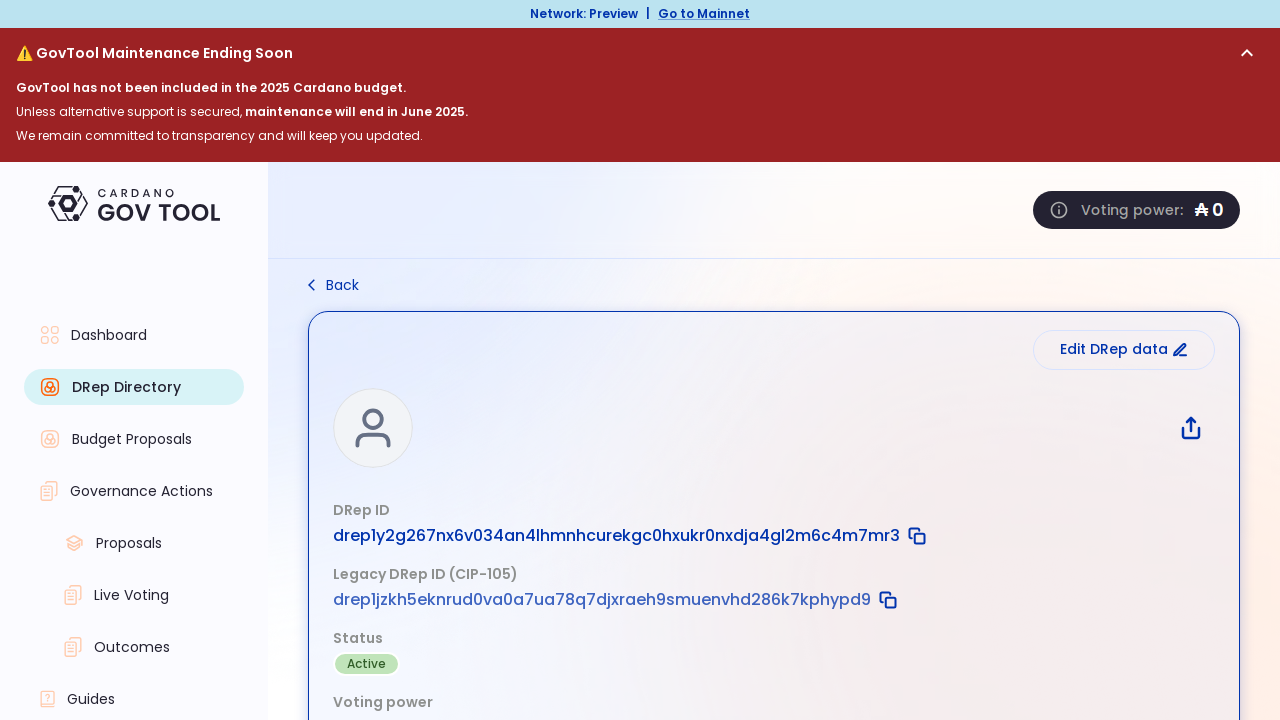 Network: Preview | Go to Mainnet
⚠️ GovTool Maintenance Ending Soon
GovTool has not been included in the 2025 Cardano budget.
Unless alternative support is secured, maintenance will end in June 2025.
We remain committed to transparency and will keep you updated.
CARDANO
GOV TOOL
Voting power: ₳ 0
Back
Dashboard
DRep Directory
Budget Proposals
Governance Actions
Proposals
Live Voting
Outcomes
Guides
Edit DRep data
DRep ID
drep1y2g267nx6v034an4lhmnhcurekgc0hxukr0nxdja4gl2m6c4m7mr3
Legacy DRep ID (CIP-105)
drep1jzkh5eknrud0va0a7ua78q7djxraeh9smuenvhd286k7kphypd9
Status
Active
Voting power